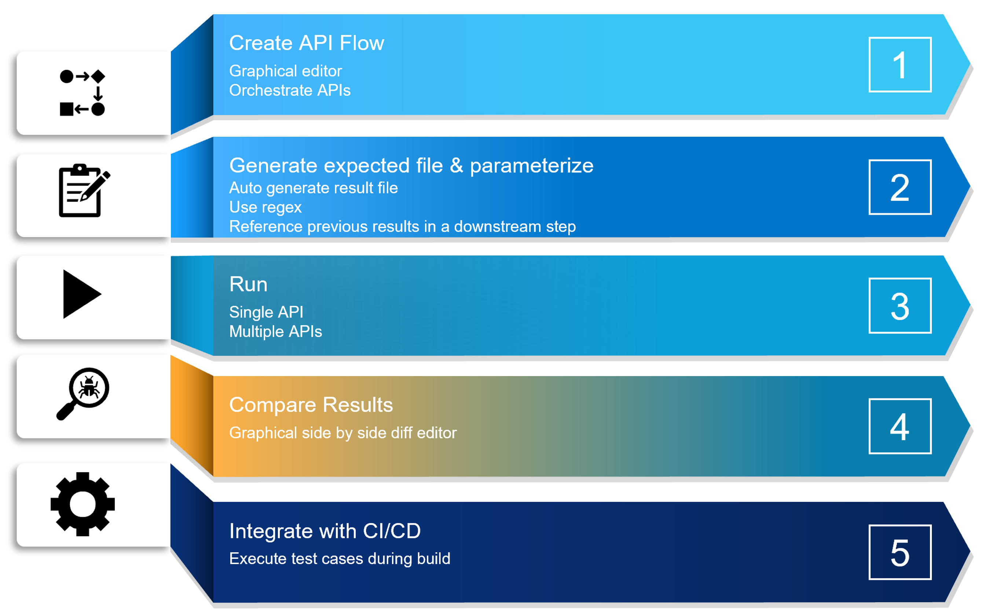 Create API Flow
Graphical editor
Orchestrate APIs
1
Generate expected file & parameterize
Auto generate result file
Use regex
Reference previous results in a downstream step
2
Run
Single API
Multiple APIs
3
Compare Results
Graphical side by side diff editor
4
Integrate with CI/CD
Execute test cases during build
5